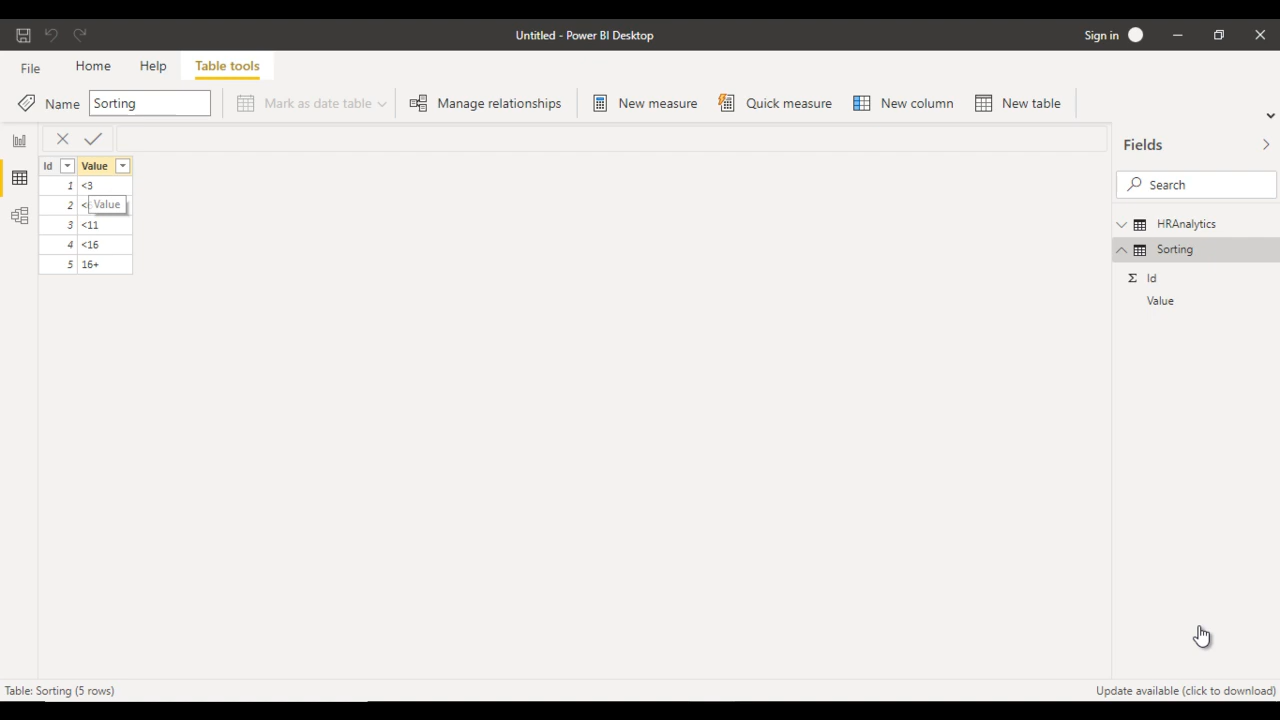 Untitled - Power BI Desktop
Sign in
File
Home
Help
Table tools
Name
Sorting
Mark as date table
Manage relationships
New measure
Quick measure
New column
New table
Id
Value
1
<3
2
Value
3
<11
4
<16
5
16+
Fields
Search
HRAnalytics
Sorting
Σ Id
Value
Table: Sorting (5 rows)
Update available (click to download)